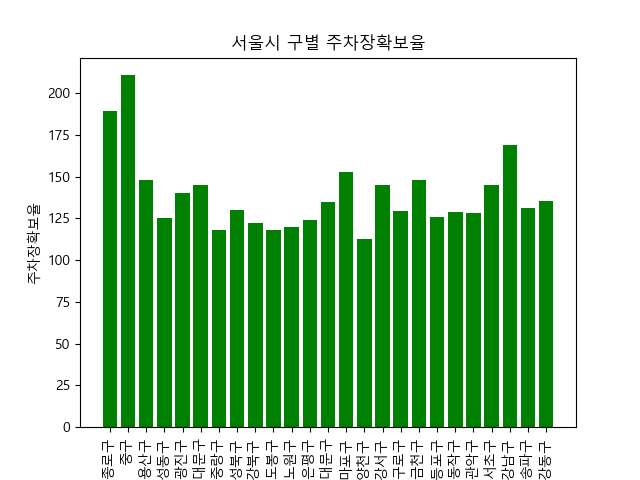 서울시 구별 주차장확보율
주차장확보율
200
175
150
125
100
75
50
25
0
종로구
중구
용산구
성동구
광진구
대문구
중랑구
성북구
강북구
도봉구
노원구
은평구
대문구
마포구
양천구
강서구
구로구
금천구
등포구
동작구
관악구
서초구
강남구
송파구
강동구